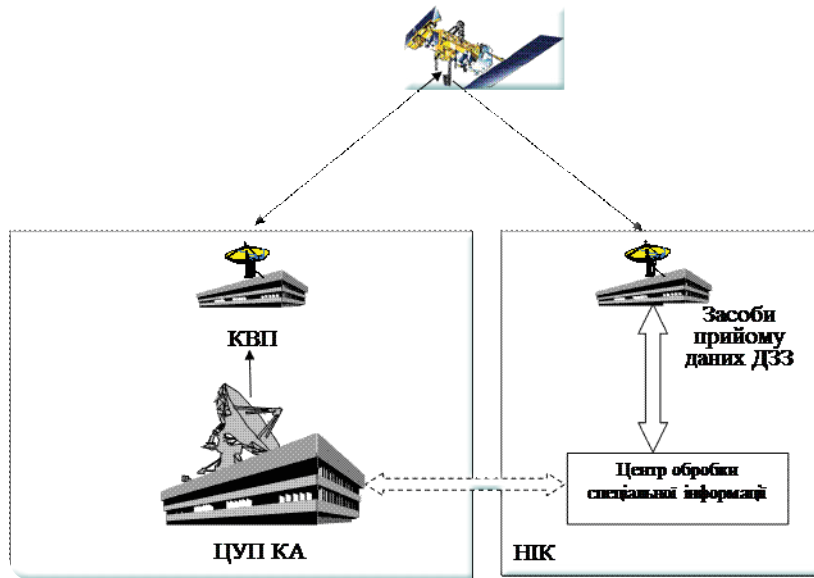 КВП
ЦУП КА
Засоби
прийому
даних ДЗЗ
Центр обробки
спеціальної інформації
НІК